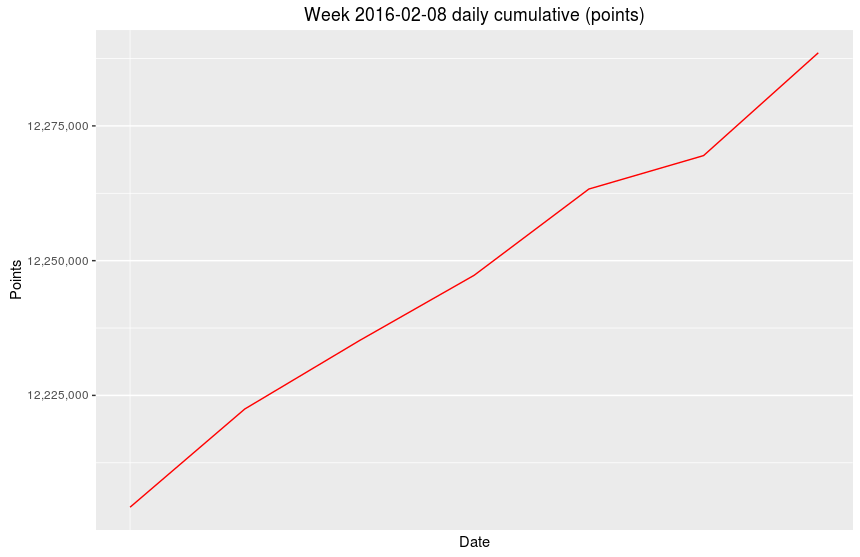 Week 2016-02-08 daily cumulative (points)
12,275,000
12,250,000
12,225,000
Points
Date